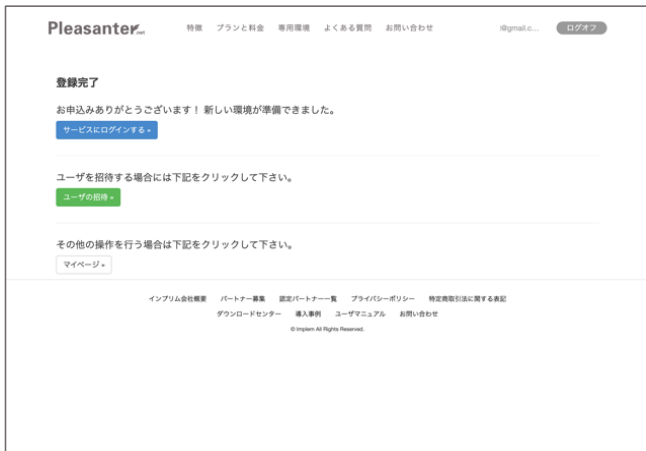 Pleasanter.net
特徴 プランと料金 専用環境 よくある質問 お問い合わせ i@gmail.c... ログオフ
登録完了
お申込みありがとうございます！ 新しい環境が準備できました。
サービスにログインする »
ユーザを招待する場合には下記をクリックして下さい。
ユーザの招待 »
その他の操作を行う場合は下記をクリックして下さい。
マイページ »
インプリム会社概要 パートナー募集 認定パートナー一覧 プライバシーポリシー 特定商取引法に関する表記
ダウンロードセンター 導入事例 ユーザマニュアル お問い合わせ
© Implem All Rights Reserved.